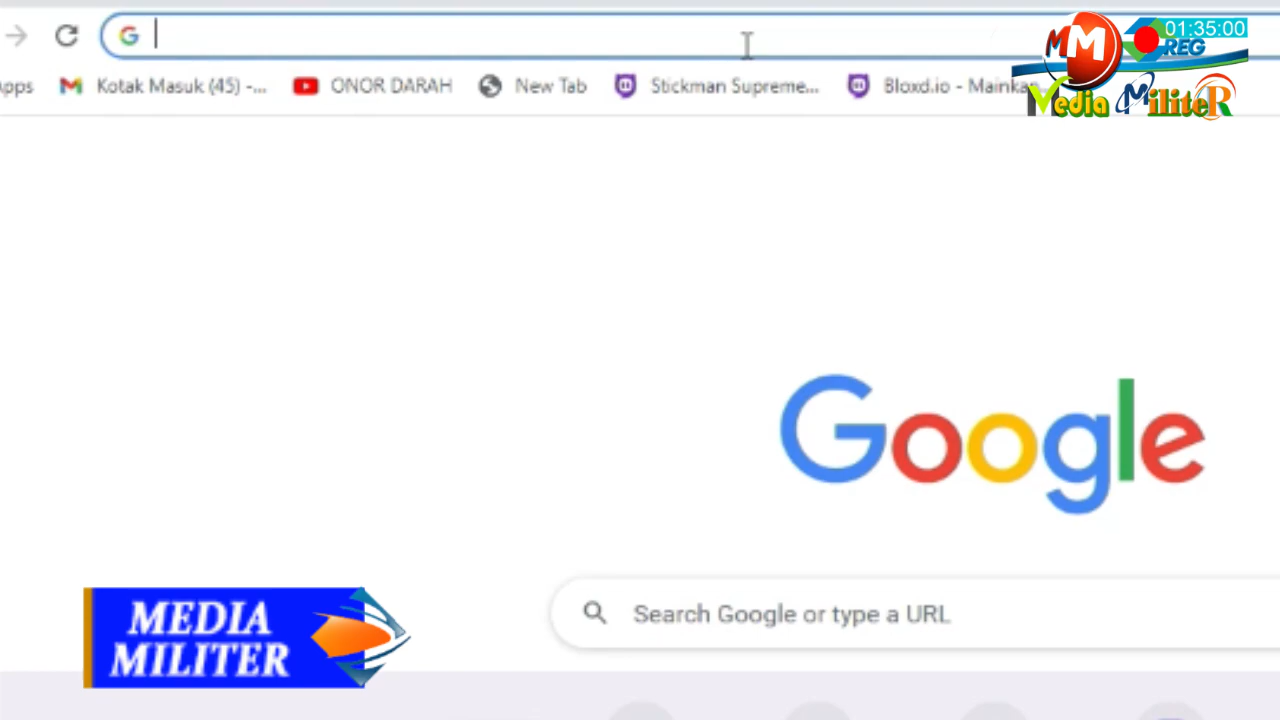 01:35:00
MM REG
Media MiliteR
G
apps Kotak Masuk (45) -... ONOR DARAH New Tab Stickman Supreme... Bloxd.io - Mainka
Google
Search Google or type a URL
MEDIA
MILITER